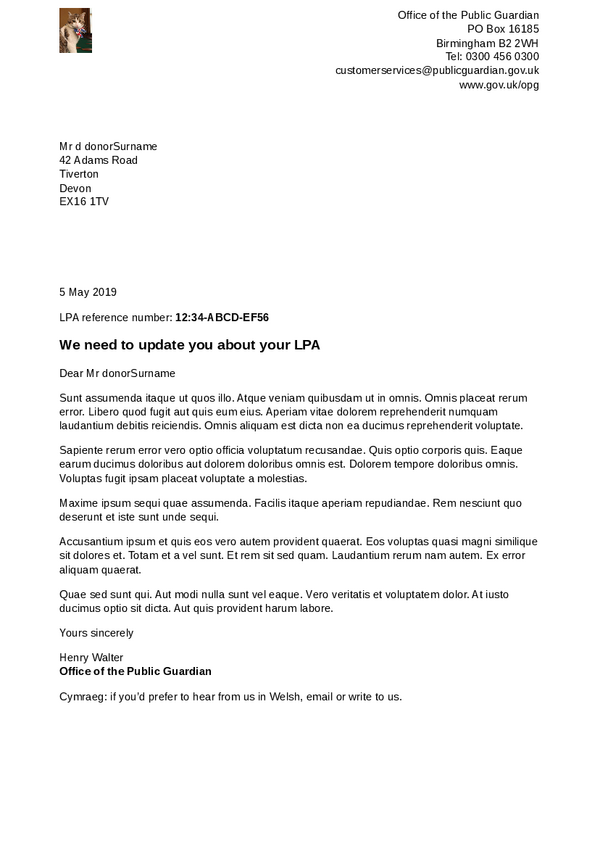 Office of the Public Guardian
PO Box 16185
Birmingham B2 2WH
Tel: 0300 456 0300
customerservices@publicguardian.gov.uk
www.gov.uk/opg
Mr d donorSurname
42 Adams Road
Tiverton
Devon
EX16 1TV
5 May 2019
LPA reference number: 12:34-ABCD-EF56
We need to update you about your LPA
Dear Mr donorSurname
Sunt assumenda itaque ut quos illo. Atque veniam quibusdam ut in omnis. Omnis placeat rerum
error. Libero quod fugit aut quis eum eius. Aperiam vitae dolorem reprehenderit numquam
laudantium debitis reiciendis. Omnis aliquam est dicta non ea ducimus reprehenderit voluptate.
Sapiente rerum error vero optio officia voluptatum recusandae. Quis optio corporis quis. Eaque
earum ducimus doloribus aut dolorem doloribus omnis est. Dolorem tempore doloribus omnis.
Voluptas fugit ipsam placeat voluptate a molestias.
Maxime ipsum sequi quae assumenda. Facilis itaque aperiam repudiandae. Rem nesciunt quo
deserunt et iste sunt unde sequi.
Accusantium ipsum et quis eos vero autem provident quaerat. Eos voluptas quasi magni similique
sit dolores et. Totam et a vel sunt. Et rem sit sed quam. Laudantium rerum nam autem. Ex error
aliquam quaerat.
Quae sed sunt qui. Aut modi nulla sunt vel eaque. Vero veritatis et voluptatem dolor. At iusto
ducimus optio sit dicta. Aut quis provident harum labore.
Yours sincerely
Henry Walter
Office of the Public Guardian
Cymraeg: if you’d prefer to hear from us in Welsh, email or write to us.